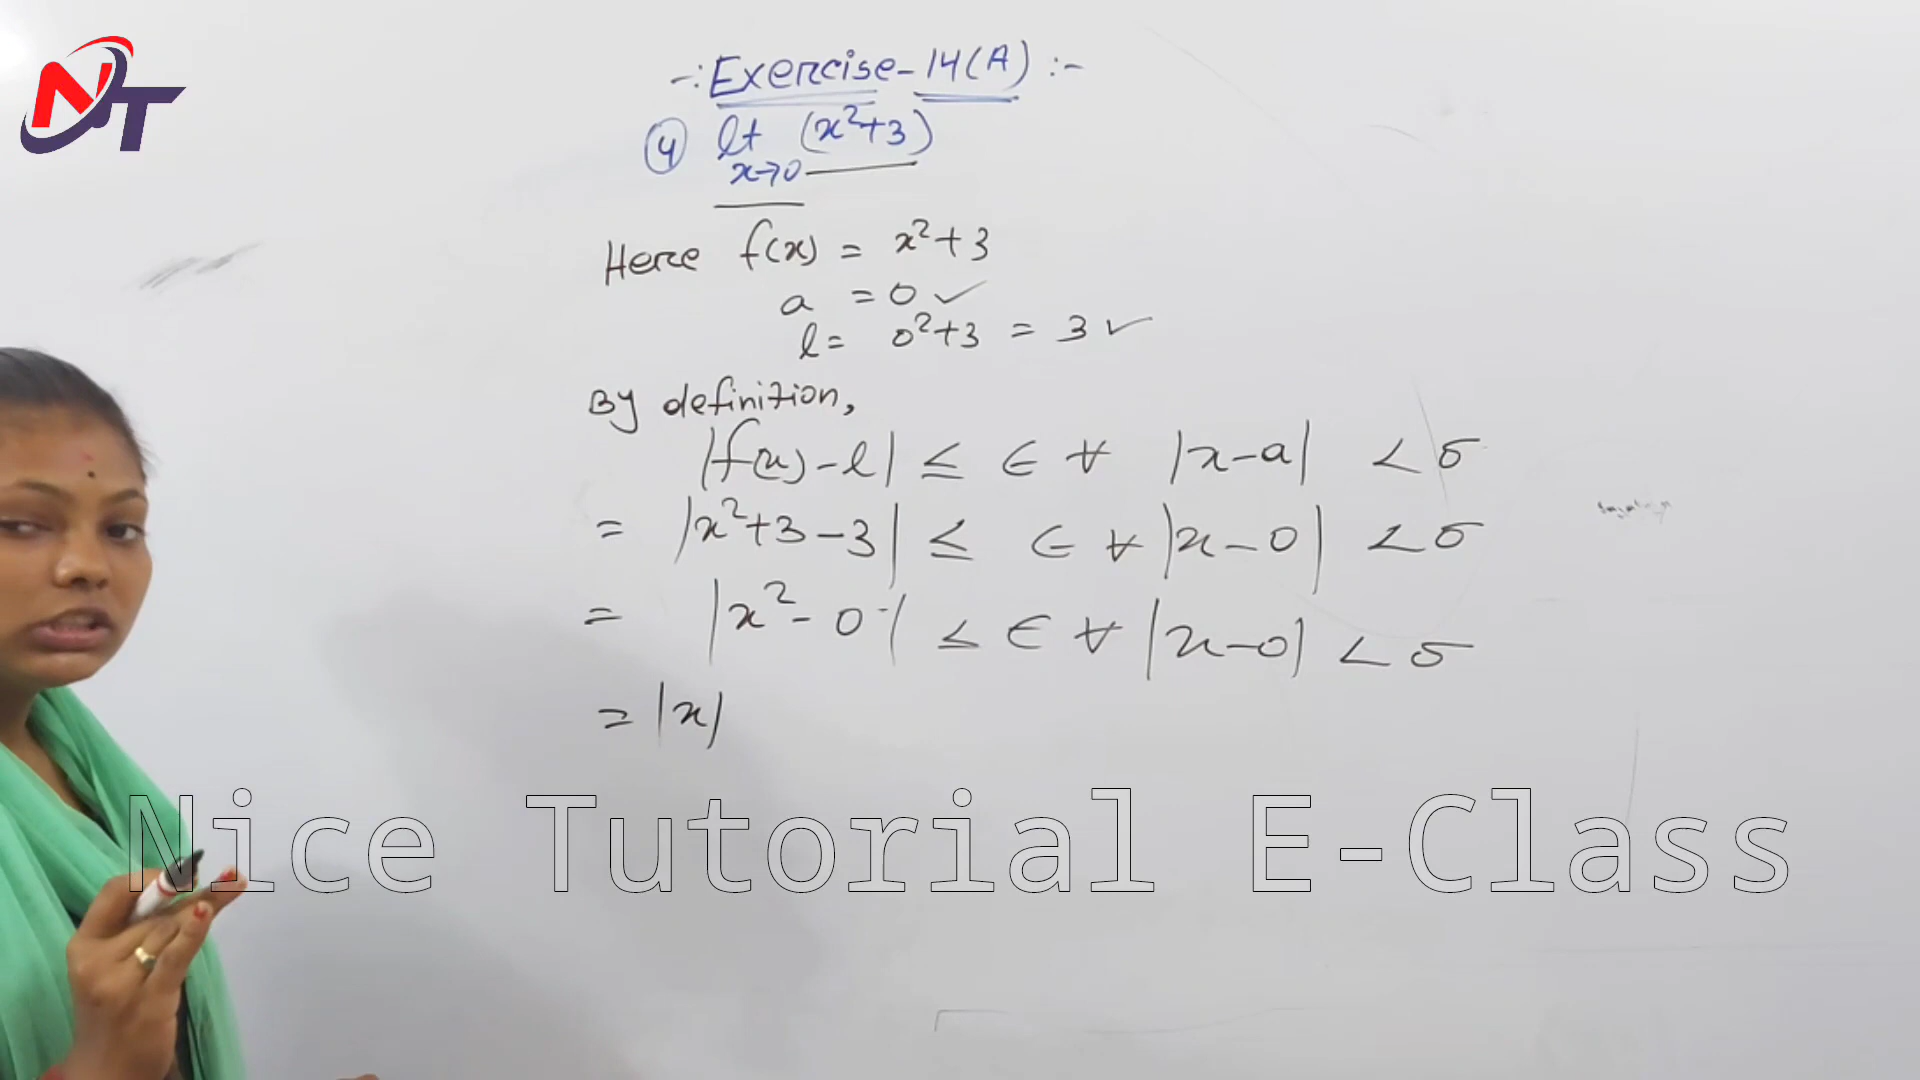 NT
-: Exercise-14(A) :-
④ lt (x²+3)
x→0
Here f(x) = x²+3
a = 0 ✓
l = 0²+3 = 3 ✓
By definition,
|f(x)-l| ≤ ∈ ∀ |x-a| < σ
= |x²+3-3| ≤ ∈ ∀ |x-0| < σ
= |x²-0| ≤ ∈ ∀ |x-0| < σ
= |x|
Nice Tutorial E-Class